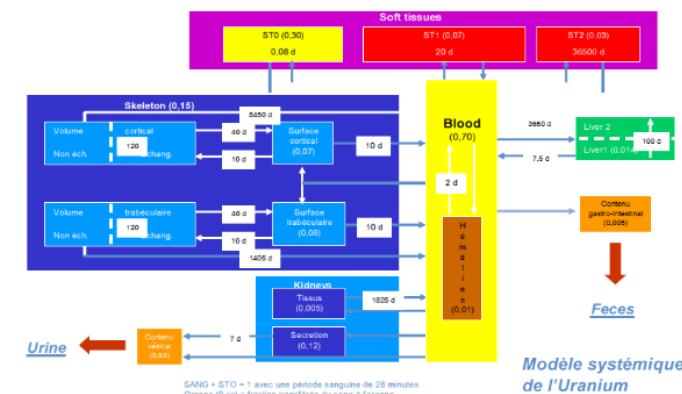 Soft tissues
ST0 (0,30)
0.08 d
ST1 (0,07)
20 d
ST2 (0,03)
36500 d
Skeleton (0,15)
8450 d
Volume
cortical
Non éch.
120
chang.
40 d
10 d
Surface
cortical
(0,07)
10 d
Volume
trabéculaire
Non éch.
120
chang.
40 d
10 d
Surface
trabéculaire
(0,08)
10 d
1405 d
Blood
(0,70)
2 d
Hématies
(0,01)
3650 d
7,5 d
Liver 2
Liver1 (0,014)
100 d
Contenu
gastro-intestinal
(0,005)
Feces
Kidneys
Tissus
(0,005)
1825 d
Secretion
(0,12)
7 d
Contenu
vésical
(0,63)
Urine
Modèle systémique
de l'Uranium
SANG + STO = 1 avec une période sanguine de 28 minutes